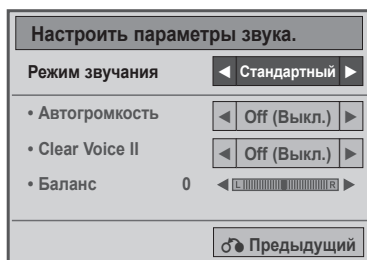 Настроить параметры звука.
Режим звучания ◄ Стандартный ►
• Автогромкость ◄ Off (Выкл.) ►
• Clear Voice II ◄ Off (Выкл.) ►
• Баланс 0 ◄ L R ►
Предыдущий